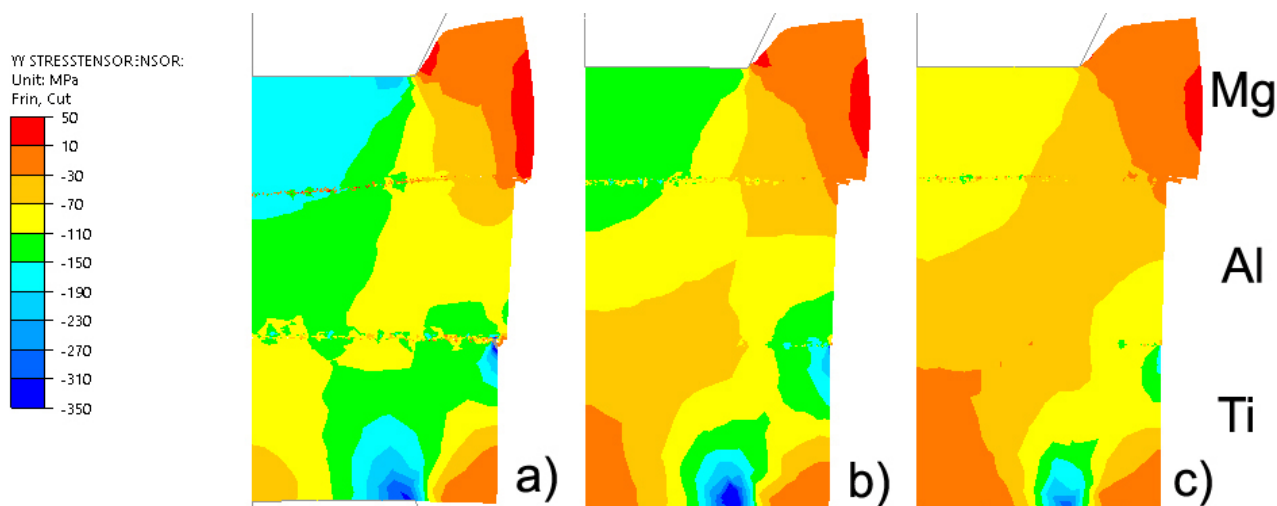 YY STRESSTENSORENSOR:
Unit: MPa
Frin, Cut
50
10
-30
-70
-110
-150
-190
-230
-270
-310
-350
Mg
Al
Ti
a)
b)
c)